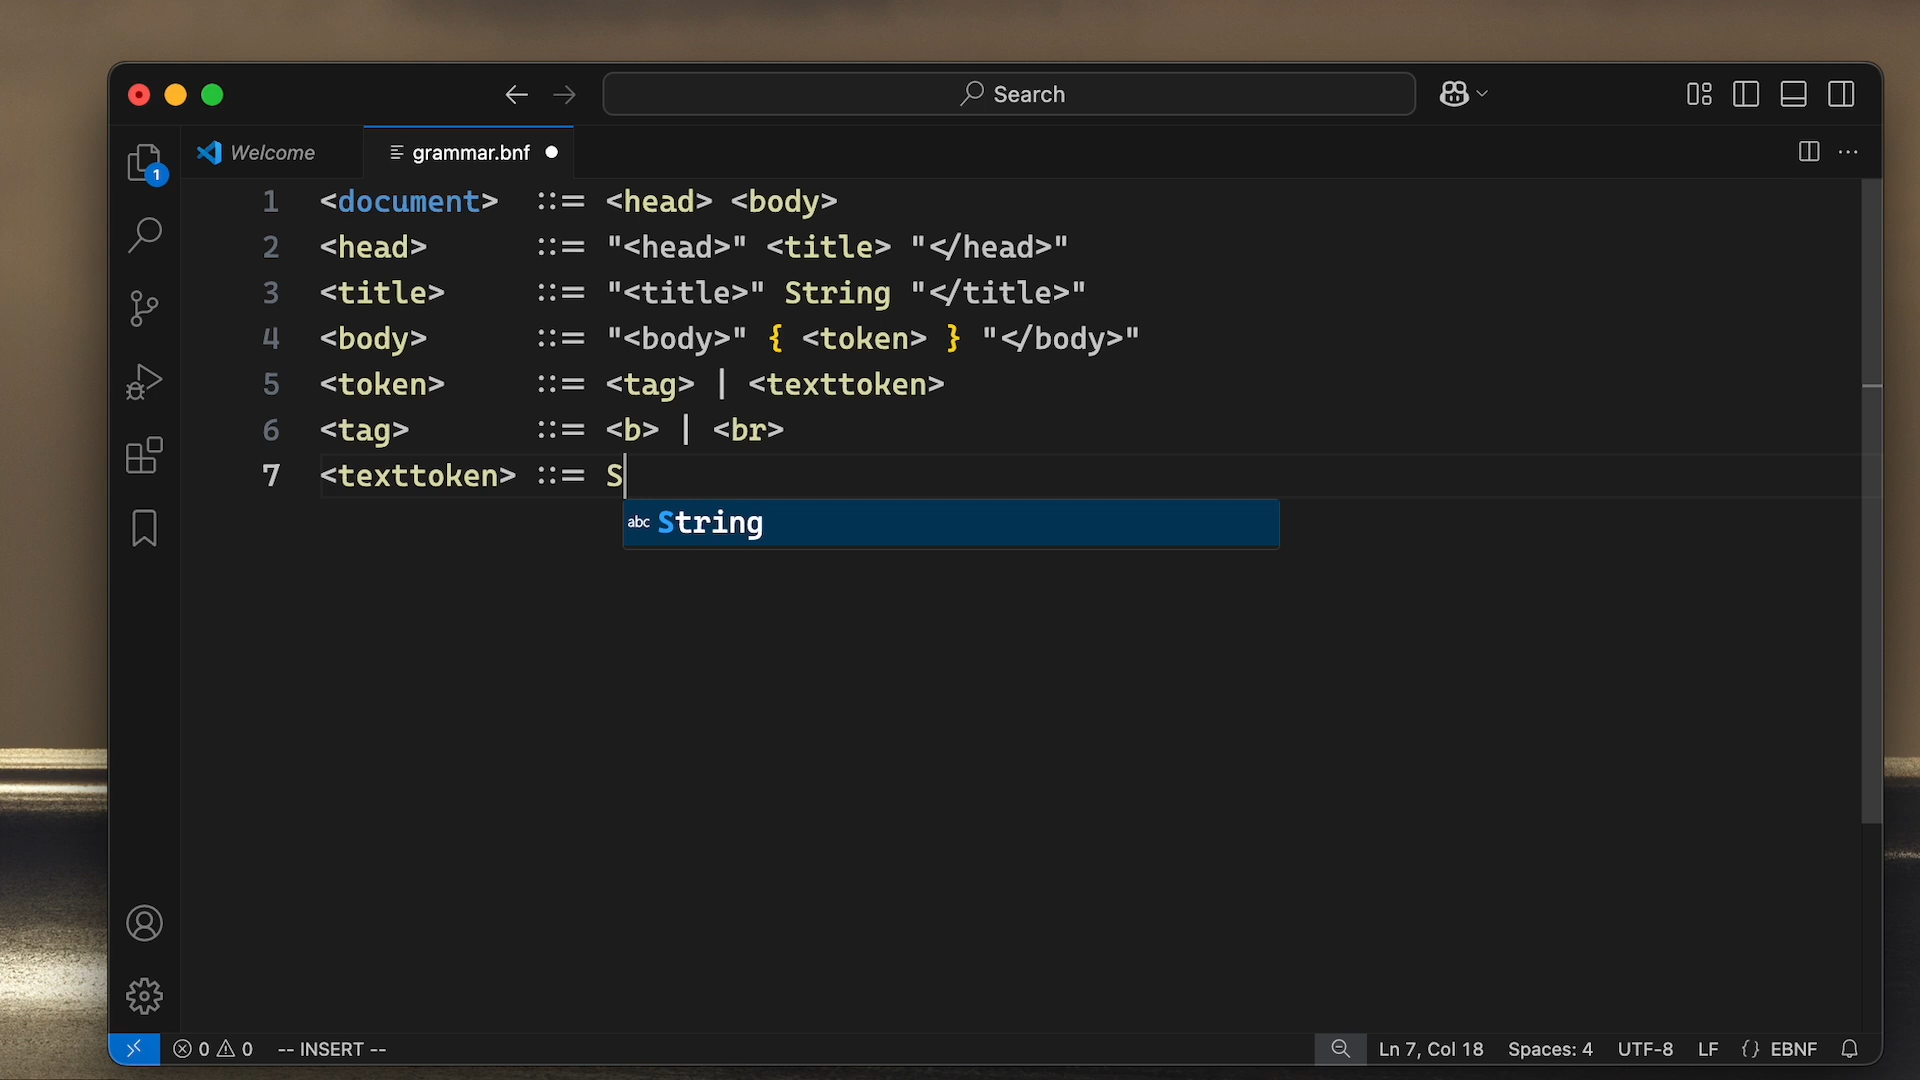 Search
Welcome grammar.bnf
1
1 <document> ::= <head> <body>
2 <head> ::= "<head>" <title> "</head>"
3 <title> ::= "<title>" String "</title>"
4 <body> ::= "<body>" { <token> } "</body>"
5 <token> ::= <tag> | <texttoken>
6 <tag> ::= <b> | <br>
7 <texttoken> ::= S
abc String
0 0 -- INSERT -- Ln 7, Col 18 Spaces: 4 UTF-8 LF {} EBNF